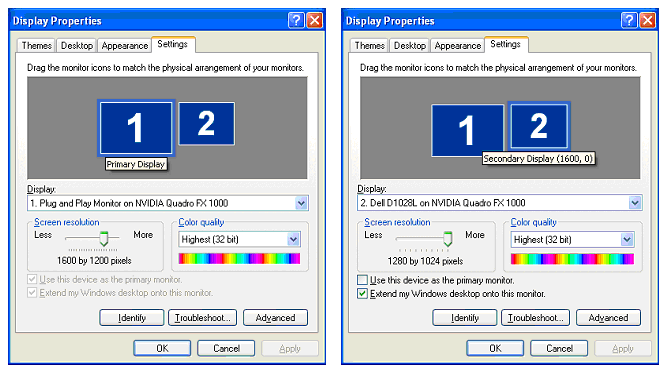 Display Properties
Themes Desktop Appearance Settings
Drag the monitor icons to match the physical arrangement of your monitors.
1 2
Primary Display
Display:
1. Plug and Play Monitor on NVIDIA Quadro FX 1000
Screen resolution
Less More
1600 by 1200 pixels
Color quality
Highest (32 bit)
Use this device as the primary monitor.
Extend my Windows desktop onto this monitor.
Identify Troubleshoot... Advanced
OK Cancel Apply
Display Properties
Themes Desktop Appearance Settings
Drag the monitor icons to match the physical arrangement of your monitors.
1 2
Secondary Display (1600, 0)
Display:
2. Dell D1028L on NVIDIA Quadro FX 1000
Screen resolution
Less More
1280 by 1024 pixels
Color quality
Highest (32 bit)
Use this device as the primary monitor.
Extend my Windows desktop onto this monitor.
Identify Troubleshoot... Advanced
OK Cancel Apply